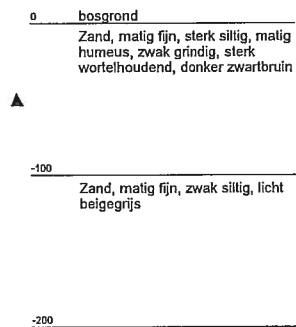 0 bosgrond
Zand, matig fijn, sterk siltig, matig
humeus, zwak grindig, sterk
wortelhoudend, donker zwartbruin
-100
Zand, matig fijn, zwak siltig, licht
beigegrijs
-200